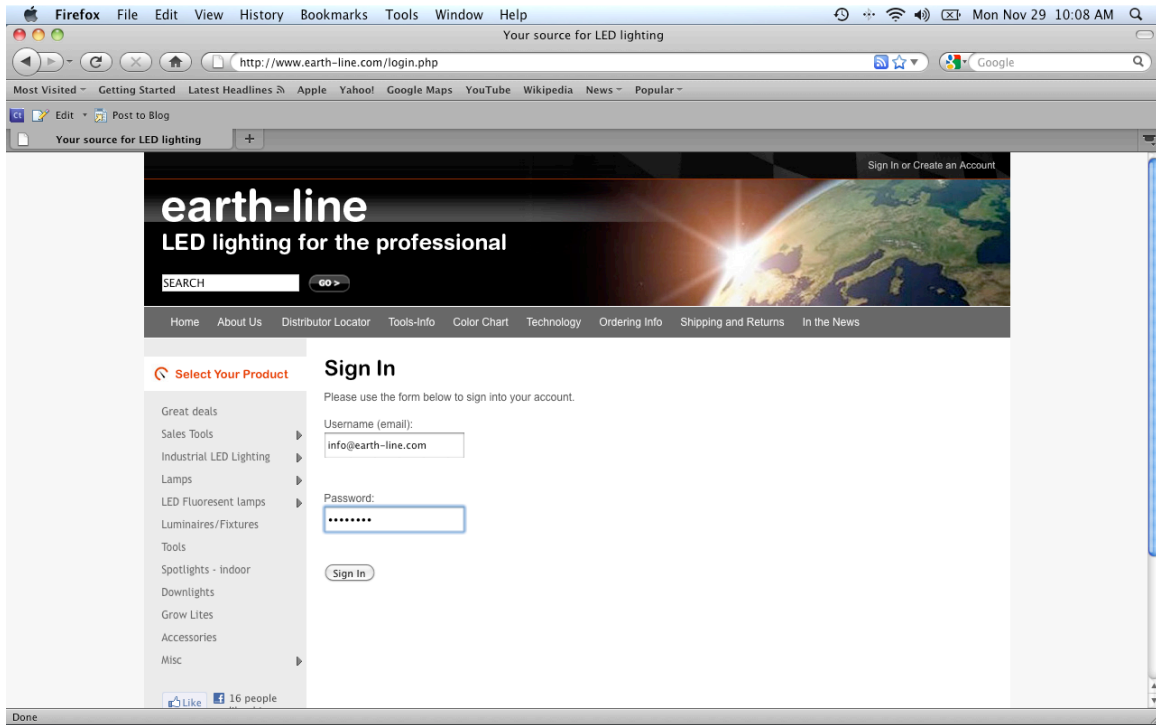 Firefox File Edit View History Bookmarks Tools Window Help Mon Nov 29 10:08 AM
Your source for LED lighting
http://www.earth-line.com/login.php Google
Most Visited Getting Started Latest Headlines Apple Yahoo! Google Maps YouTube Wikipedia News Popular
Edit Post to Blog
Your source for LED lighting +
Sign In or Create an Account
earth-line
LED lighting for the professional
SEARCH GO >
Home About Us Distributor Locator Tools-Info Color Chart Technology Ordering Info Shipping and Returns In the News
Select Your Product
Great deals
Sales Tools
Industrial LED Lighting
Lamps
LED Fluoresent lamps
Luminaires/Fixtures
Tools
Spotlights - indoor
Downlights
Grow Lites
Accessories
Misc
Like 16 people
Sign In
Please use the form below to sign into your account.
Username (email):
info@earth-line.com
Password:
••••••••
Sign In
Done